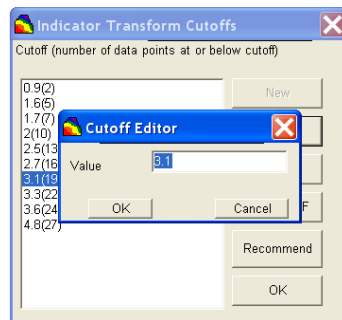 Indicator Transform Cutoffs
Cutoff (number of data points at or below cutoff)
New
0.9(2)
1.6(5)
1.7(7)
2(10)
2.5(13
2.7(16
3.1(19
3.3(22
3.6(24
4.8(27)
Cutoff Editor
Value
3.1
OK
Cancel
F
Recommend
OK